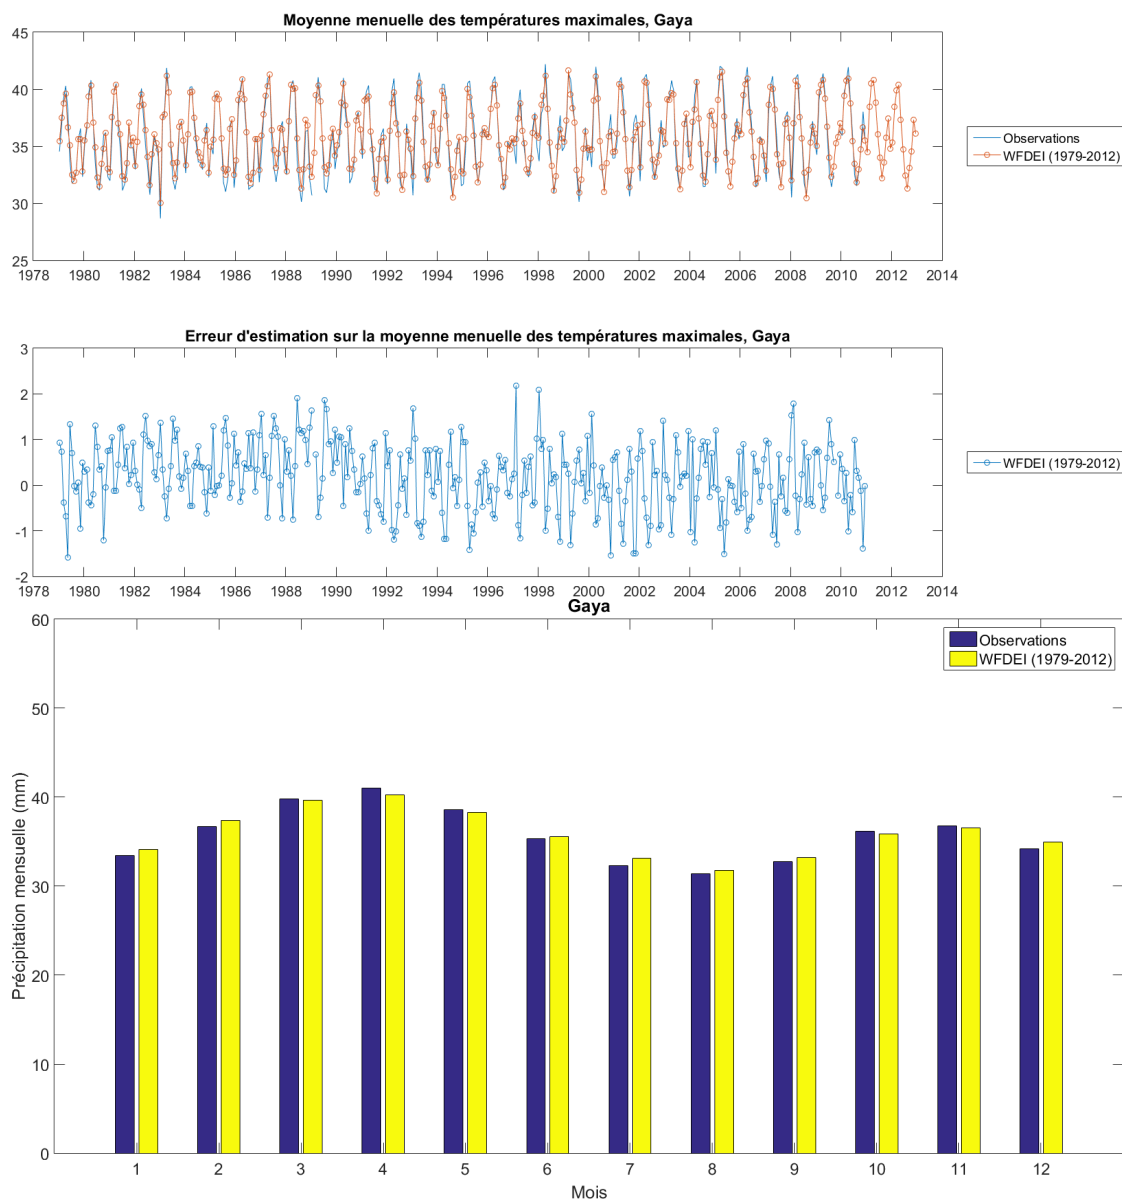 Moyenne menuelle des températures maximales, Gaya
45
40
35
30
25
1978 1980 1982 1984 1986 1988 1990 1992 1994 1996 1998 2000 2002 2004 2006 2008 2010 2012 2014
Observations
WFDEI (1979-2012)
Erreur d'estimation sur la moyenne menuelle des températures maximales, Gaya
3
2
1
0
-1
-2
1978 1980 1982 1984 1986 1988 1990 1992 1994 1996 1998 2000 2002 2004 2006 2008 2010 2012 2014
WFDEI (1979-2012)
Gaya
60
50
40
30
20
10
0
Précipitation mensuelle (mm)
Observations
WFDEI (1979-2012)
1 2 3 4 5 6 7 8 9 10 11 12
Mois